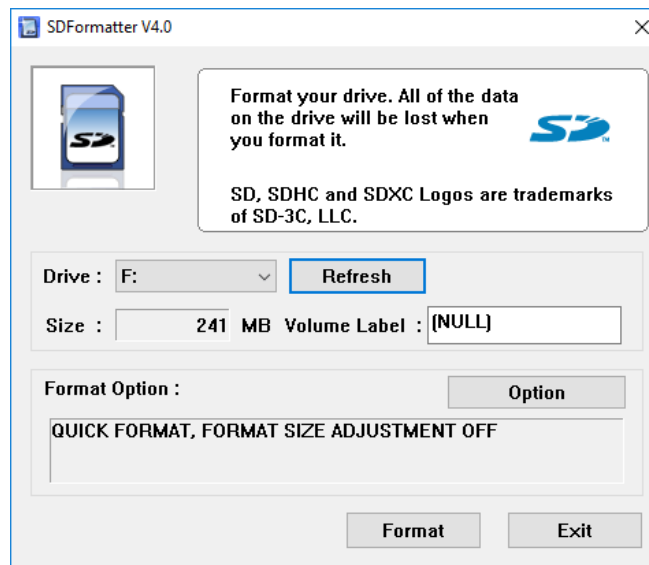 SDFormatter V4.0
SD
Format your drive. All of the data
on the drive will be lost when
you format it.
SD
TM
SD, SDHC and SDXC Logos are trademarks
of SD-3C, LLC.
Drive : F: Refresh
Size : 241 MB Volume Label : (NULL)
Format Option :
Option
QUICK FORMAT, FORMAT SIZE ADJUSTMENT OFF
Format Exit